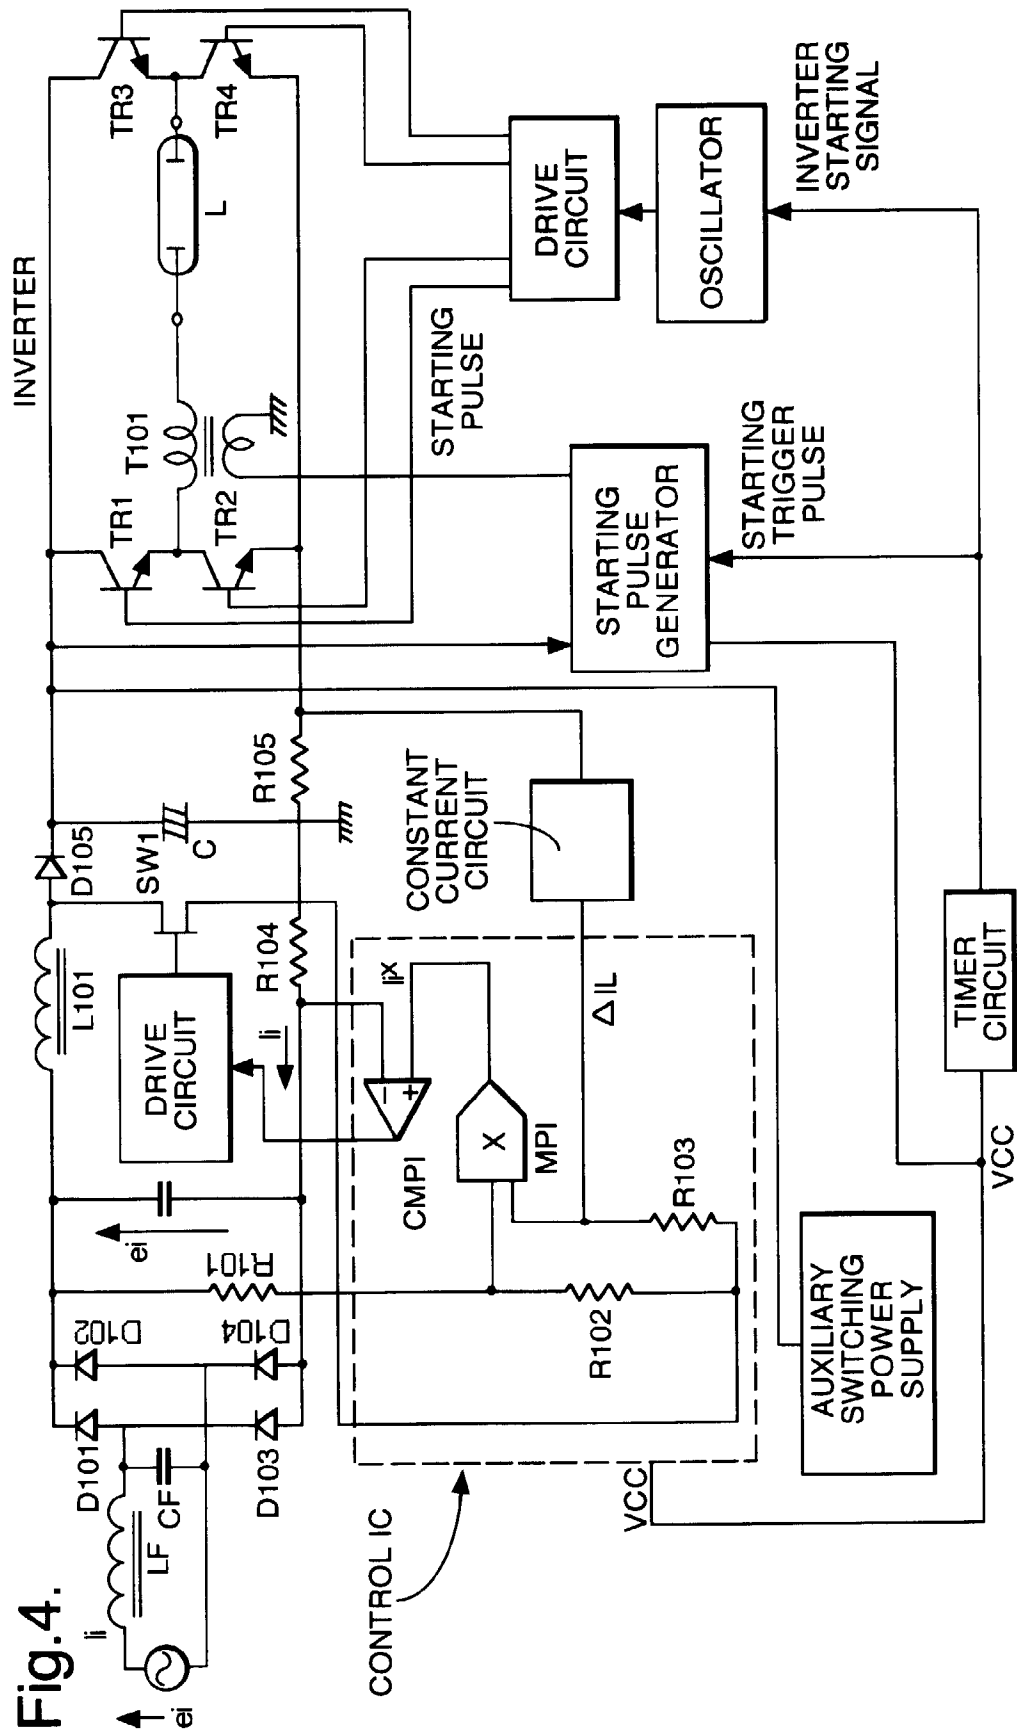 Fig.4.
INVERTER
TR3
TR4
L
T101
TR1
TR2
STARTING
PULSE
DRIVE
CIRCUIT
OSCILLATOR
INVERTER
STARTING
SIGNAL
STARTING
PULSE
GENERATOR
STARTING
TRIGGER
PULSE
D105
SW1
C
R105
R104
CONSTANT
CURRENT
CIRCUIT
L101
DRIVE
CIRCUIT
Ii
IiX
ΔIL
CMPI
MPI
X
−
+
R103
R102
R101
ei
D102
D104
D101
D103
CF
LF
Ii
ei
CONTROL IC
VCC
TIMER
CIRCUIT
VCC
AUXILIARY
SWITCHING
POWER
SUPPLY